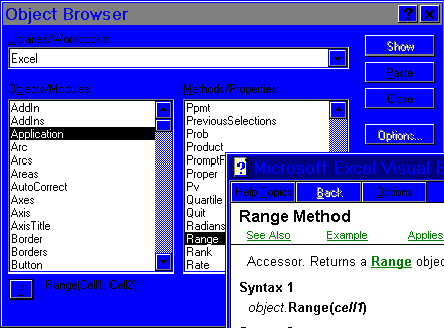 Object Browser
Libraries/Workbooks:
Excel
Show
Paste
Close
Options...
Objects/Modules:
AddIn
AddIns
Application
Arc
Arcs
Areas
AutoCorrect
Axes
Axis
AxisTitle
Border
Borders
Button
Methods/Properties:
Ppmt
PreviousSelections
Prob
Product
PromptF
Proper
Pv
Quartile
Quit
Radians
Range
Rank
Rate
?
Range(Cell1, Cell2)
Microsoft Excel Visual
Help Topics
Back
Options
Range Method
See Also
Example
Applies
Accessor. Returns a Range objec
Syntax 1
object.Range(cell1)